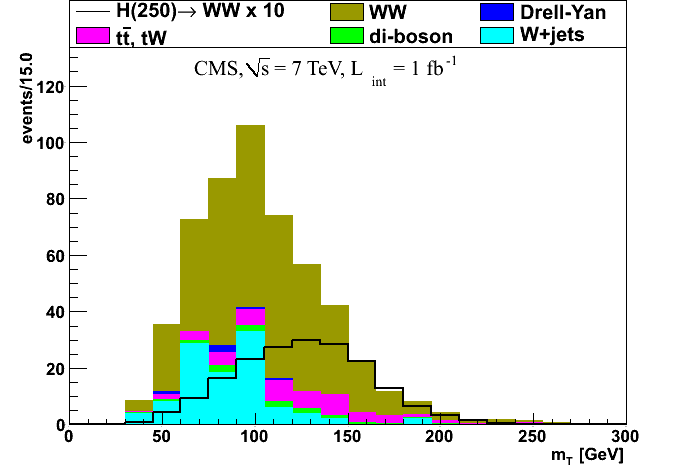 H(250)→ WW x 10 WW Drell-Yan
tt̄, tW di-boson W+jets
CMS, √s = 7 TeV, L int = 1 fb⁻¹
events/15.0
120
100
80
60
40
20
0
0 50 100 150 200 250 300
m_T [GeV]